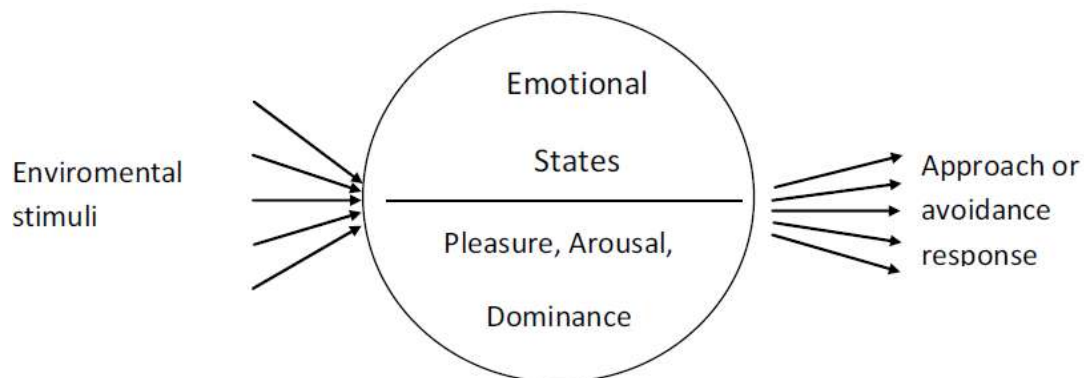 Enviromental
stimuli
Emotional
States
Pleasure, Arousal,
Dominance
Approach or
avoidance
response